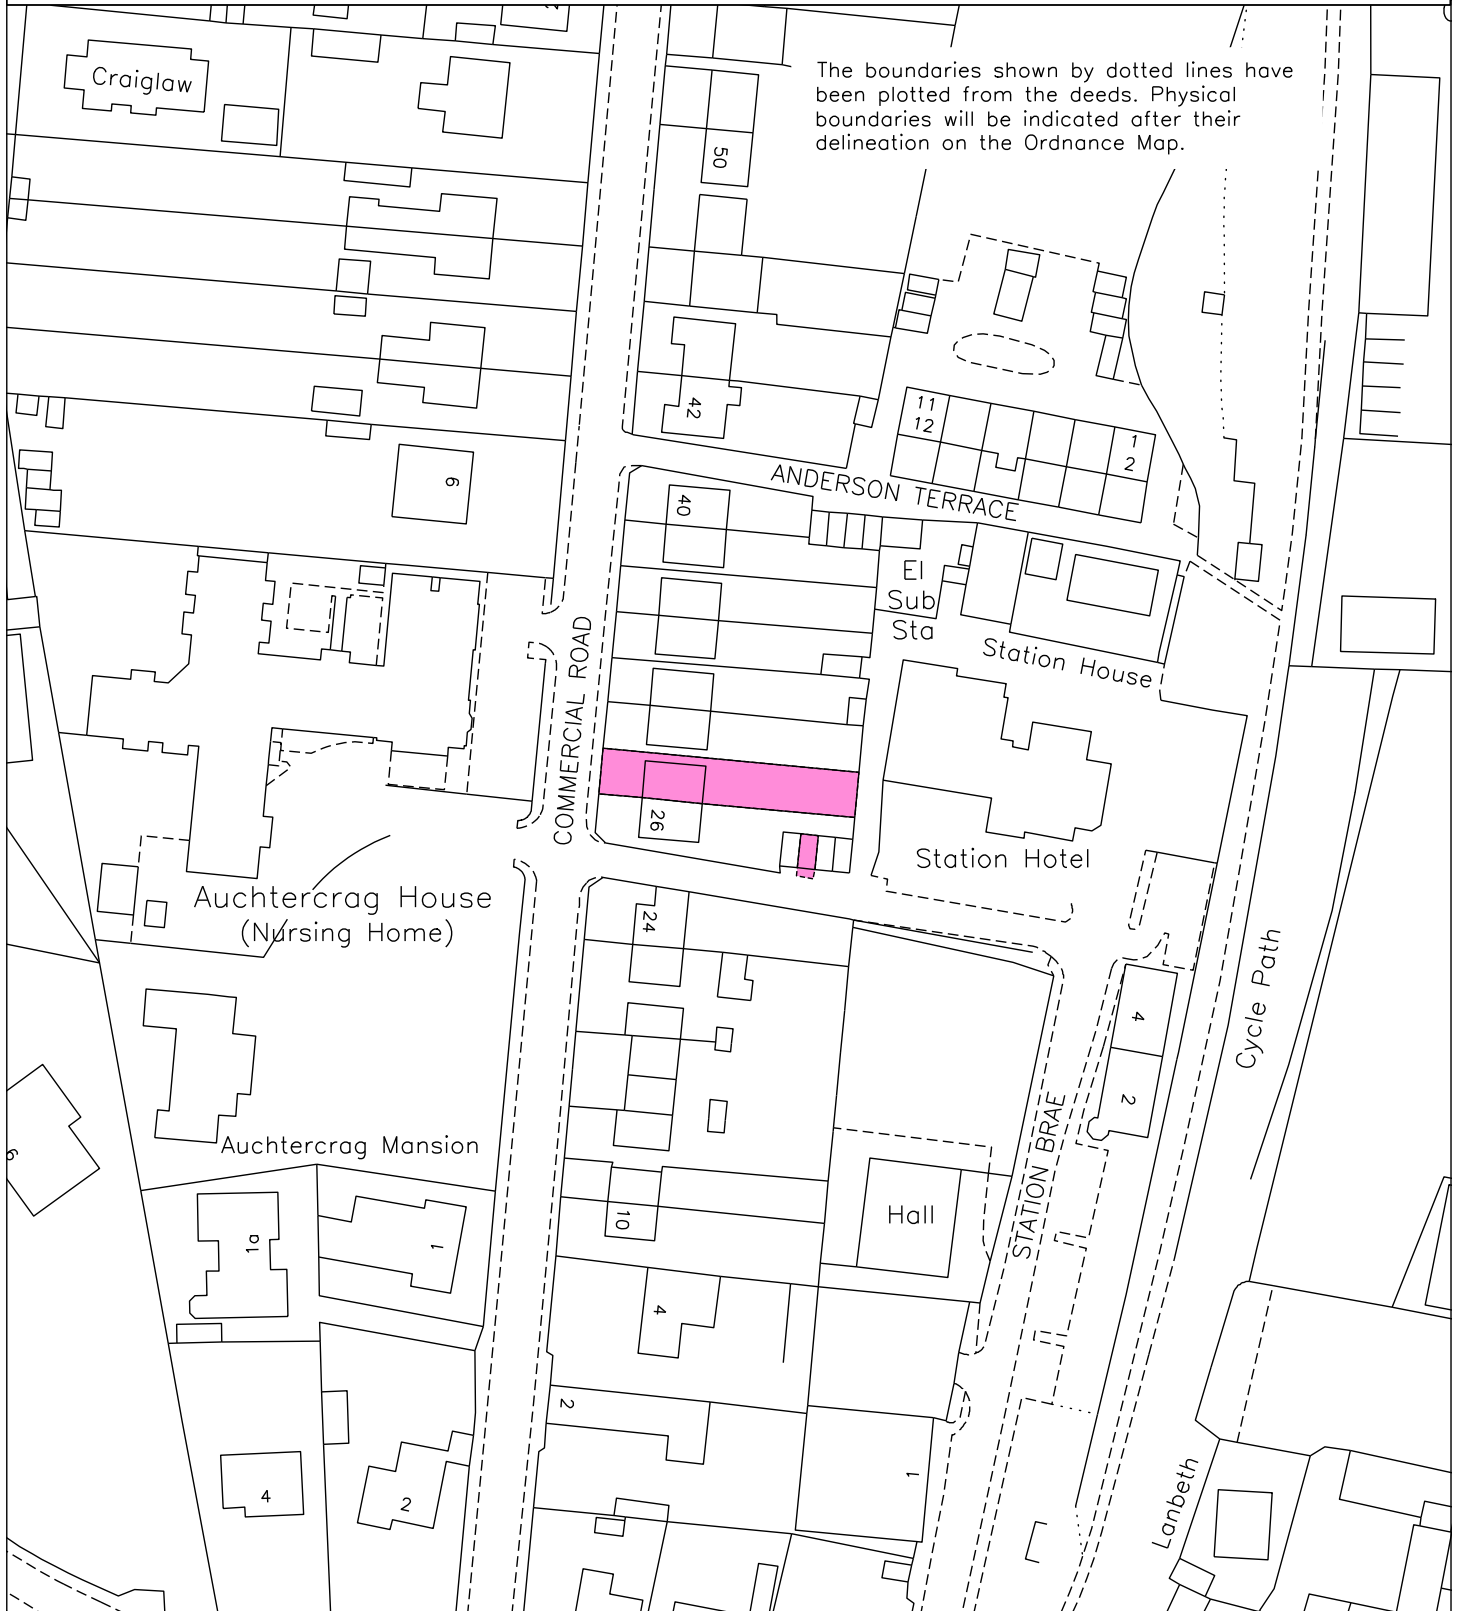 Craiglaw
The boundaries shown by dotted lines have
been plotted from the deeds. Physical
boundaries will be indicated after their
delineation on the Ordnance Map.
50
42
11
12
1
2
6
40
ANDERSON TERRACE
El
Sub
Sta
Station House
COMMERCIAL ROAD
26
Station Hotel
Auchtercrag House
(Nursing Home)
24
Cycle Path
4
2
STATION BRAE
Auchtercrag Mansion
6
1a
1
10
Hall
4
2
1
4
2
Lanbeth